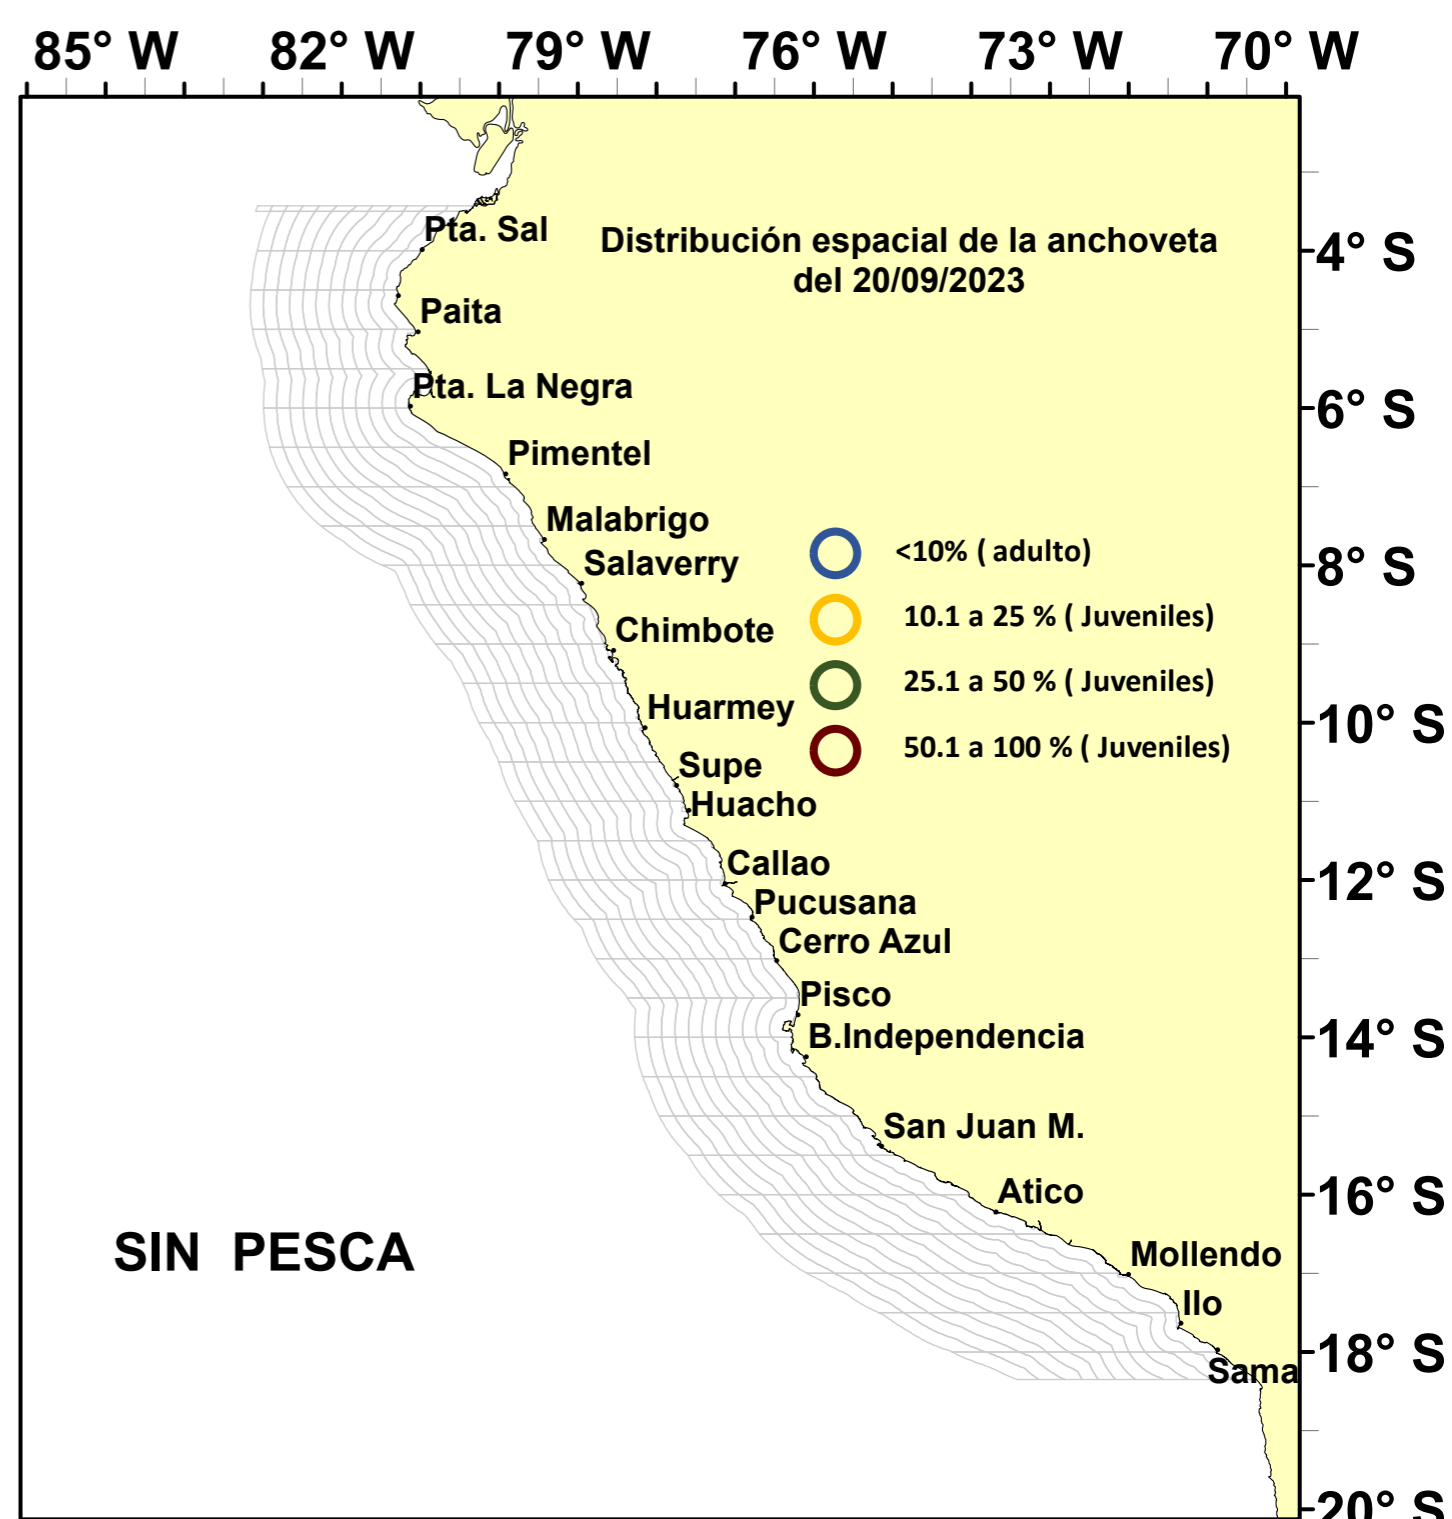 85° W 82° W 79° W 76° W 73° W 70° W
Pta. Sal
Distribución espacial de la anchoveta
del 20/09/2023
4° S
Paita
Pta. La Negra
6° S
Pimentel
Malabrigo
Salaverry
<10% ( adulto)
8° S
10.1 a 25 % ( Juveniles)
Chimbote
25.1 a 50 % ( Juveniles)
Huarmey
10° S
50.1 a 100 % ( Juveniles)
Supe
Huacho
Callao
12° S
Pucusana
Cerro Azul
Pisco
B.Independencia
14° S
San Juan M.
Atico
16° S
SIN PESCA
Mollendo
Ilo
18° S
Sama
20° S